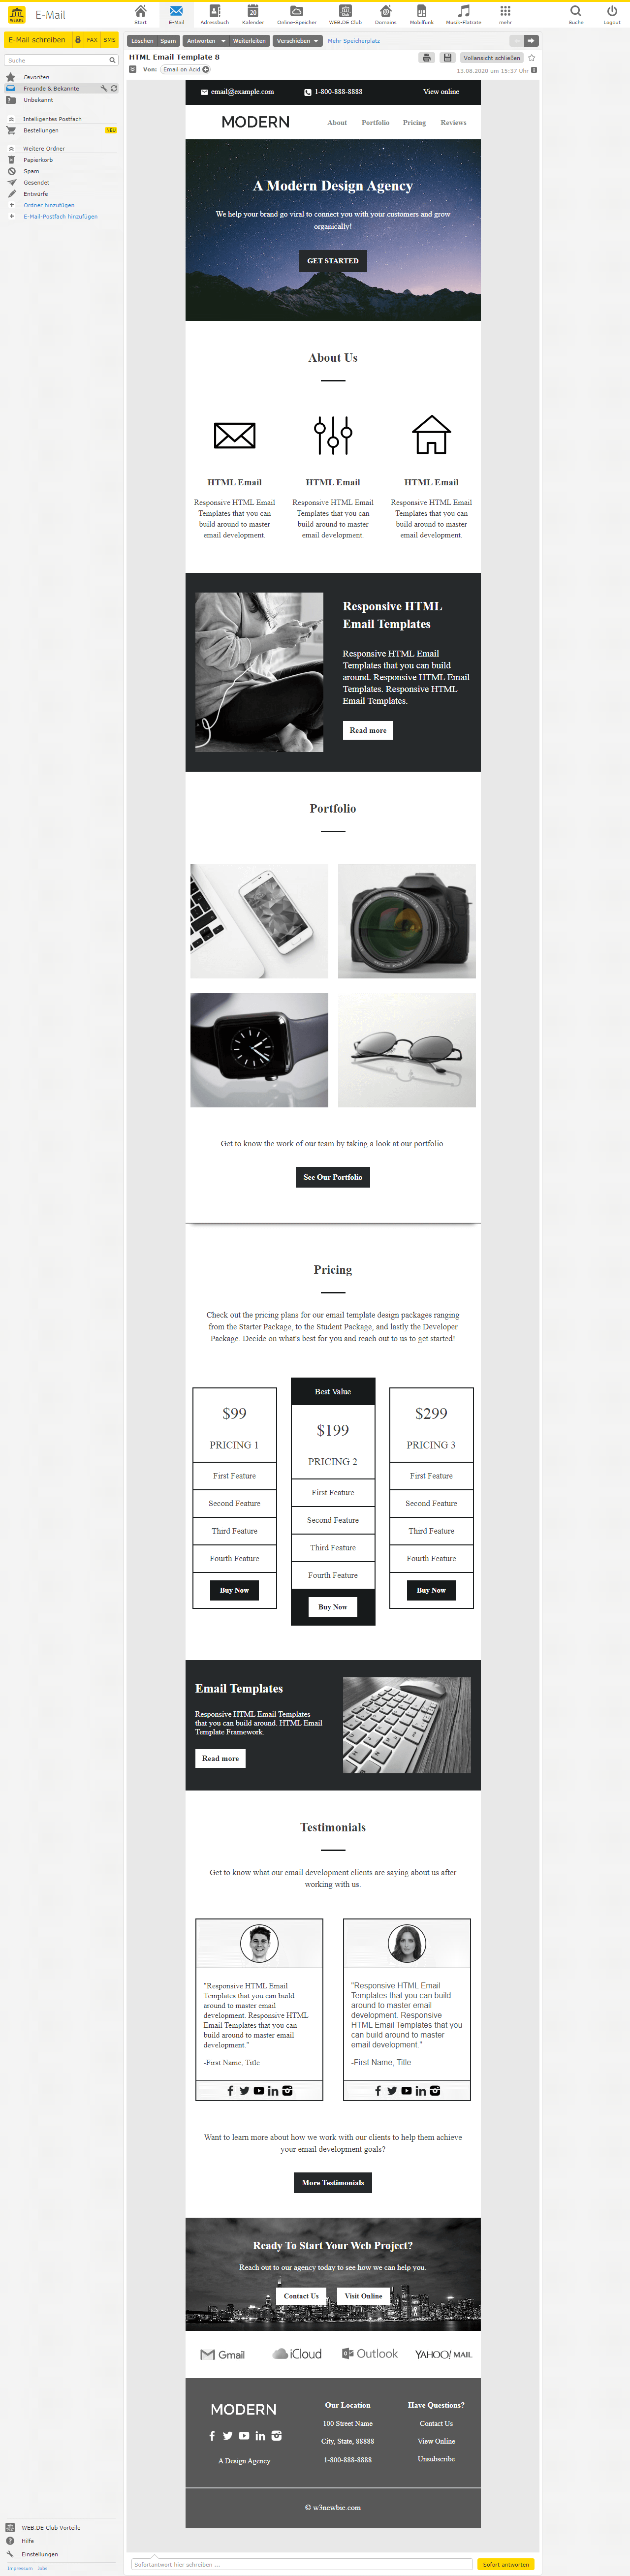 WEB.DE
E-Mail
Start
E-Mail
Adressbuch
Kalender
Online-Speicher
WEB.DE Club
Domains
Mobilfunk
Musik-Flatrate
mehr
Suche
Logout
E-Mail schreiben
FAX
SMS
Suche
Favoriten
Freunde & Bekannte
Unbekannt
Intelligentes Postfach
Bestellungen
NEU
Weitere Ordner
Papierkorb
Spam
Gesendet
Entwürfe
Ordner hinzufügen
E-Mail-Postfach hinzufügen
Löschen
Spam
Antworten
Weiterleiten
Verschieben
Mehr Speicherplatz
HTML Email Template 8
Vollansicht schließen
Von: Email on Acid
13.08.2020 um 15:37 Uhr
email@example.com
1-800-888-8888
View online
MODERN
About
Portfolio
Pricing
Reviews
A Modern Design Agency
We help your brand go viral to connect you with your customers and grow
organically!
GET STARTED
About Us
HTML Email
Responsive HTML Email
Templates that you can
build around to master
email development.
HTML Email
Responsive HTML Email
Templates that you can
build around to master
email development.
HTML Email
Responsive HTML Email
Templates that you can
build around to master
email development.
Responsive HTML
Email Templates
Responsive HTML Email
Templates that you can build
around. Responsive HTML Email
Templates. Responsive HTML
Email Templates.
Read more
Portfolio
Get to know the work of our team by taking a look at our portfolio.
See Our Portfolio
Pricing
Check out the pricing plans for our email template design packages ranging
from the Starter Package, to the Student Package, and lastly the Developer
Package. Decide on what's best for you and reach out to us to get started!
$99
PRICING 1
First Feature
Second Feature
Third Feature
Fourth Feature
Buy Now
Best Value
$199
PRICING 2
First Feature
Second Feature
Third Feature
Fourth Feature
Buy Now
$299
PRICING 3
First Feature
Second Feature
Third Feature
Fourth Feature
Buy Now
Email Templates
Responsive HTML Email Templates
that you can build around. HTML Email
Template Framework.
Read more
Testimonials
Get to know what our email development clients are saying about us after
working with us.
"Responsive HTML Email
Templates that you can build
around to master email
development. Responsive HTML
Email Templates that you can
build around to master email
development."
-First Name, Title
"Responsive HTML Email
Templates that you can build
around to master email
development. Responsive
HTML Email Templates that you
can build around to master
email development."
-First Name, Title
Want to learn more about how we work with our clients to help them achieve
your email development goals?
More Testimonials
Ready To Start Your Web Project?
Reach out to our agency today to see how we can help you.
Contact Us
Visit Online
Gmail
iCloud
Outlook
YAHOO! MAIL
MODERN
A Design Agency
Our Location
100 Street Name
City, State, 88888
1-800-888-8888
Have Questions?
Contact Us
View Online
Unsubscribe
© w3newbie.com
WEB.DE Club Vorteile
Hilfe
Einstellungen
Impressum
Jobs
Sofortantwort hier schreiben ...
Sofort antworten